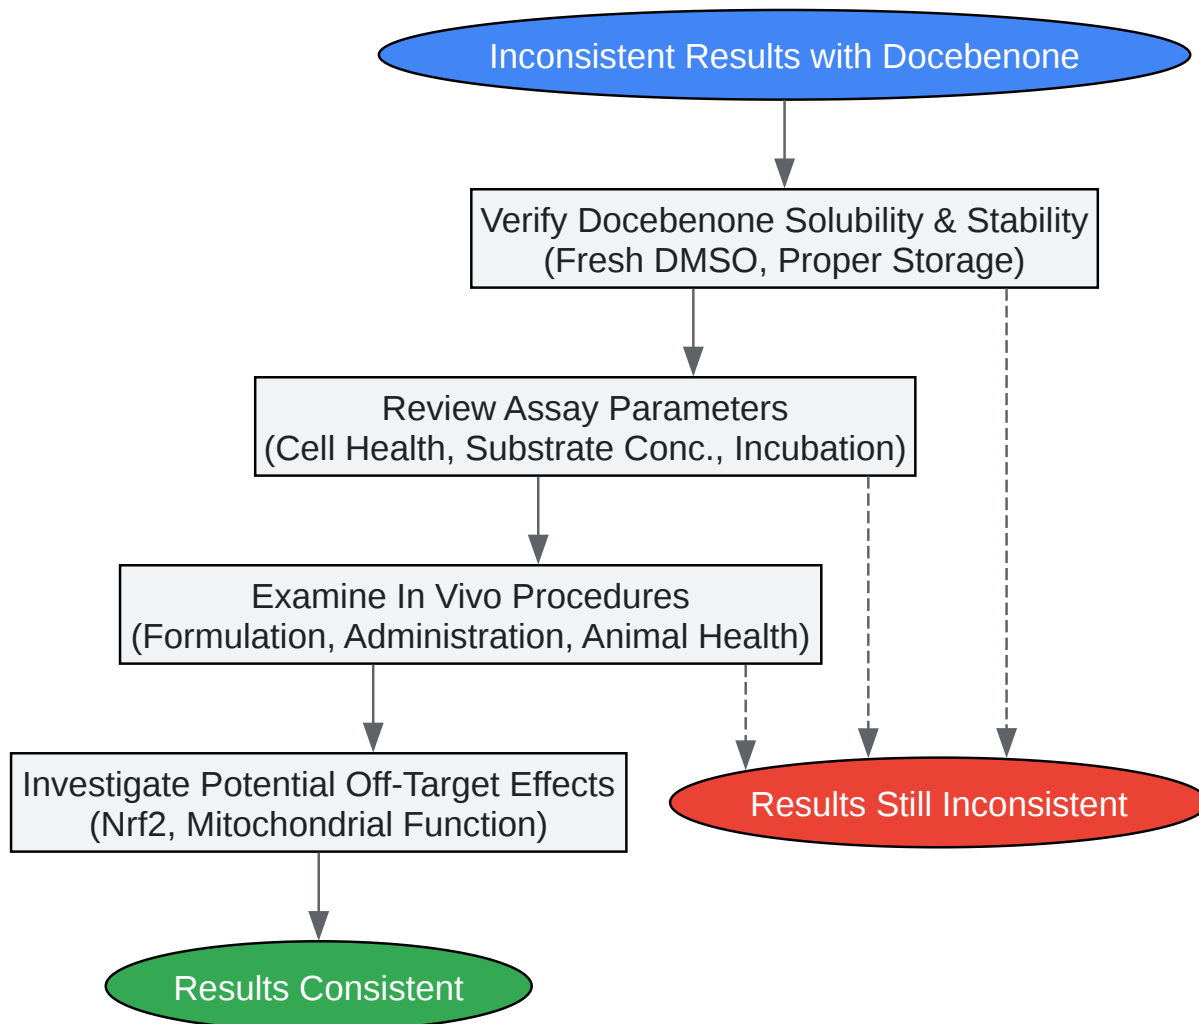 Inconsistent Results with Docebenone
Verify Docebenone Solubility & Stability
(Fresh DMSO, Proper Storage)
Review Assay Parameters
(Cell Health, Substrate Conc., Incubation)
Examine In Vivo Procedures
(Formulation, Administration, Animal Health)
Investigate Potential Off-Target Effects
(Nrf2, Mitochondrial Function)
Results Still Inconsistent
Results Consistent